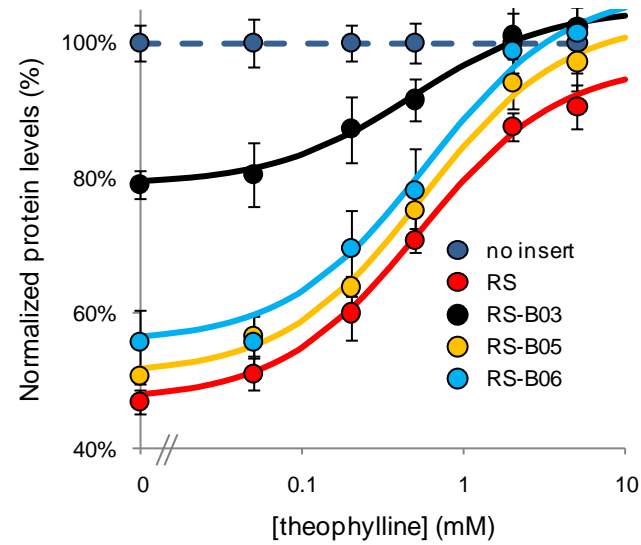 Normalized protein levels (%)
100%
80%
60%
40%
no insert
RS
RS-B03
RS-B05
RS-B06
0
0.1
1
10
[theophylline] (mM)